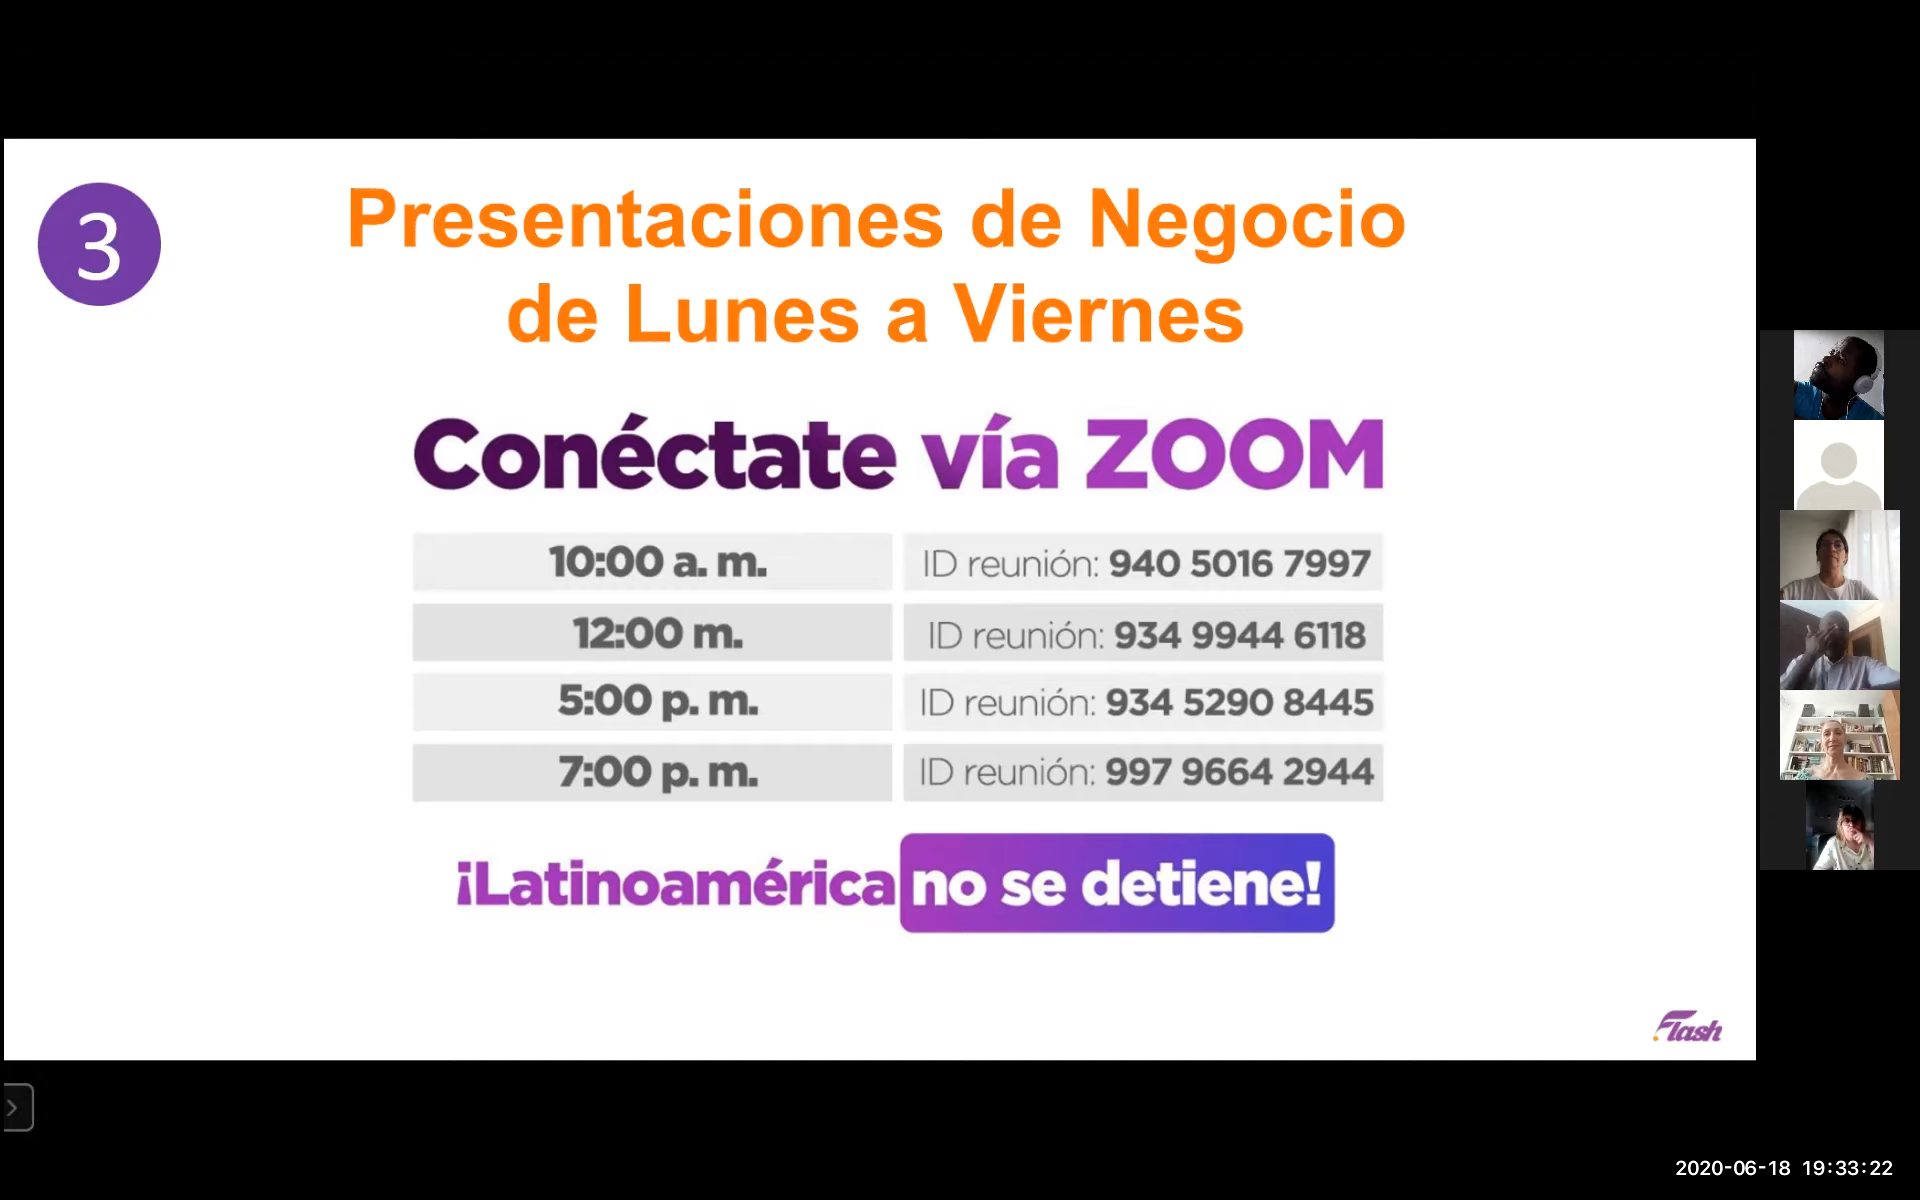 3
Presentaciones de Negocio
de Lunes a Viernes
Conéctate vía ZOOM
10:00 a. m. ID reunión: 940 5016 7997
12:00 m. ID reunión: 934 9944 6118
5:00 p. m. ID reunión: 934 5290 8445
7:00 p. m. ID reunión: 997 9664 2944
¡Latinoamérica no se detiene!
Flash
2020-06-18 19:33:22